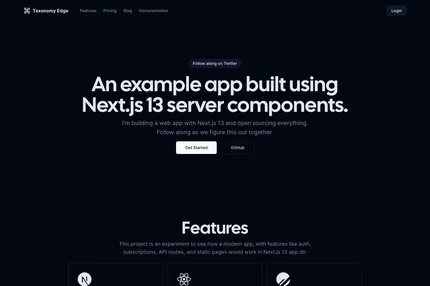 Taxonomy Edge
Features
Pricing
Blog
Documentation
Login
Follow along on Twitter
An example app built using
Next.js 13 server components.
I'm building a web app with Next.js 13 and open sourcing everything.
Follow along as we figure this out together.
Get Started
GitHub
Features
This project is an experiment to see how a modern app, with features like auth,
subscriptions, API routes, and static pages would work in Next.js 13 app dir.
N